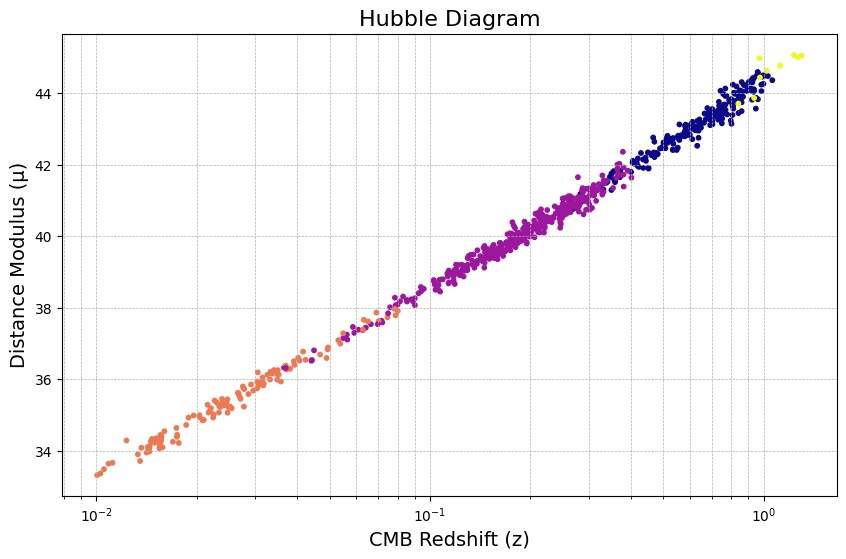 Hubble Diagram
Distance Modulus (μ)
44
42
40
38
36
34
10⁻² 10⁻¹ 10⁰
CMB Redshift (z)